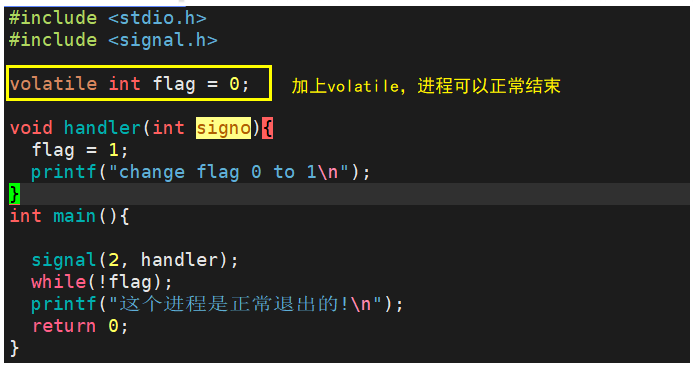 #include <stdio.h>
#include <signal.h>
volatile int flag = 0; 加上volatile，进程可以正常结束
void handler(int signo){
flag = 1;
printf("change flag 0 to 1\n");
}
int main(){
signal(2, handler);
while(!flag);
printf("这个进程是正常退出的!\n");
return 0;
}